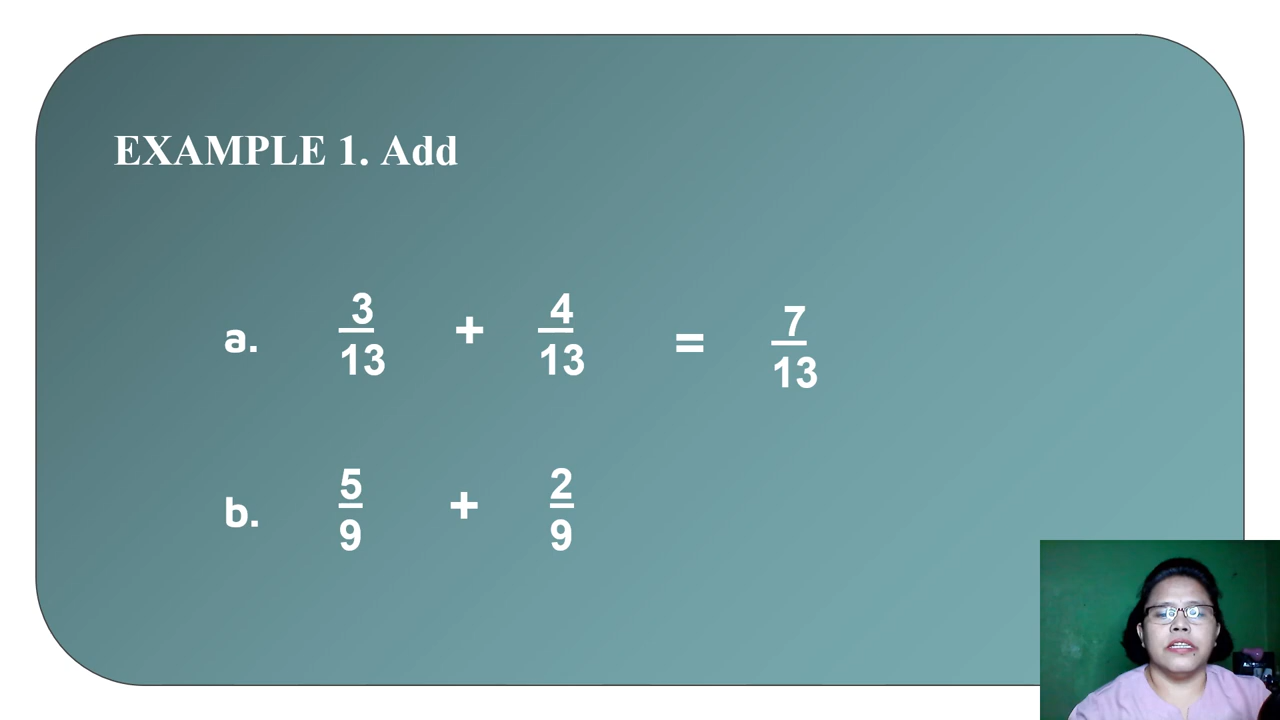 EXAMPLE 1. Add
a. 3/13 + 4/13 = 7/13
b. 5/9 + 2/9